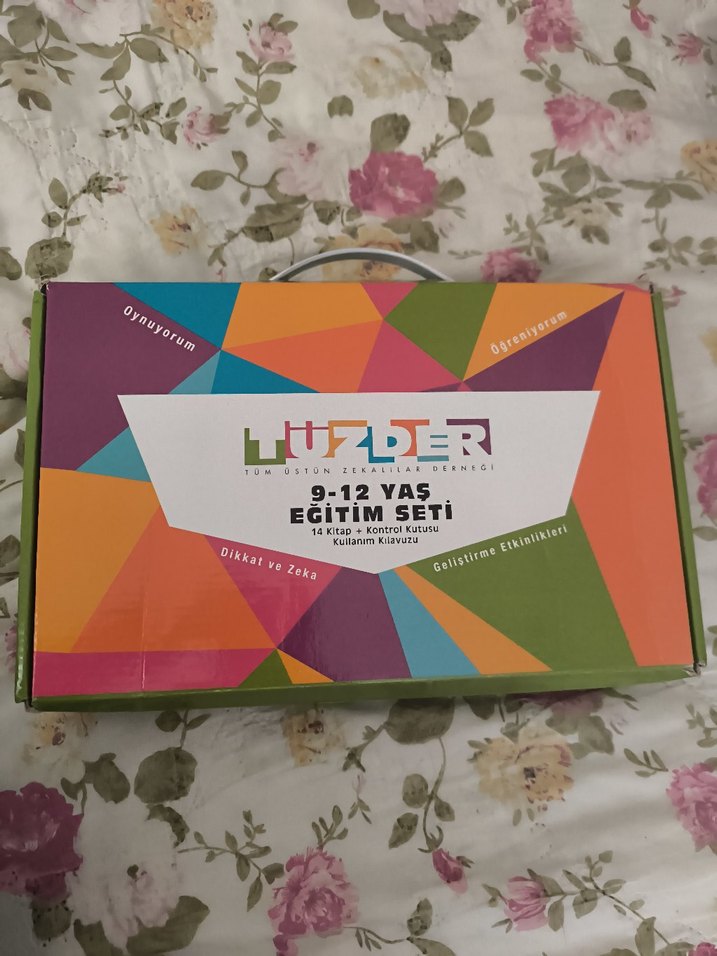 Oynuyorum
Öğreniyorum
TÜZDER
TÜM ÜSTÜN ZEKALILAR DERNEĞİ
9-12 YAŞ
EĞİTİM SETİ
14 Kitap + Kontrol Kutusu
Kullanım Kılavuzu
Dikkat ve Zeka
Geliştirme Etkinlikleri